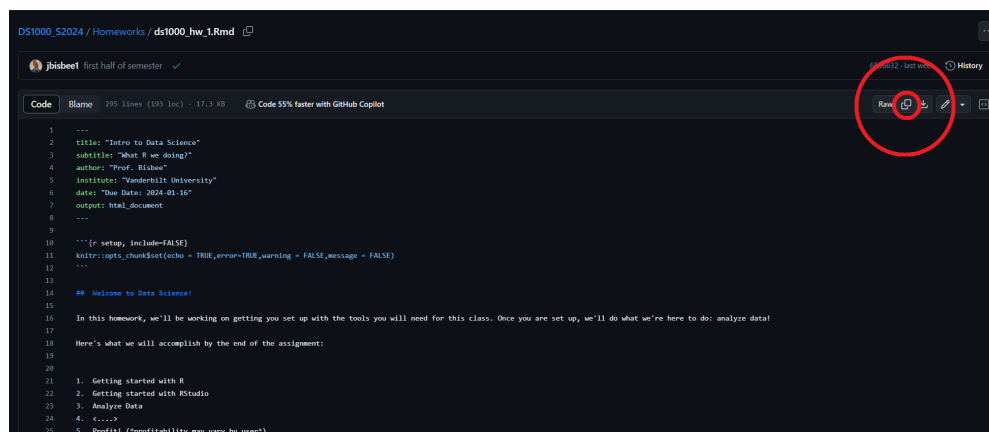 DS1000_S2024 / Homeworks / ds1000_hw_1.Rmd
jbisbee1 first half of semester
last week
History
Code Blame 295 lines (193 loc) · 17.3 KB Code 55% faster with GitHub Copilot
Raw
1 ---
2 title: "Intro to Data Science"
3 subtitle: "What R we doing?"
4 author: "Prof. Bisbee"
5 institute: "Vanderbilt University"
6 date: "Due Date: 2024-01-16"
7 output: html_document
8 ---
9
10 ```{r setup, include=FALSE}
11 knitr::opts_chunk$set(echo = TRUE,error=TRUE,warning = FALSE,message = FALSE)
12 ```
13
14 ## Welcome to Data Science!
15
16 In this homework, we'll be working on getting you set up with the tools you will need for this class. Once you are set up, we'll do what we're here to do: analyze data!
17
18 Here's what we will accomplish by the end of the assignment:
19
20
21 1. Getting started with R
22 2. Getting started with RStudio
23 3. Analyze Data
24 4. <....>
25 5. Profit! (*profitability may vary by user*)